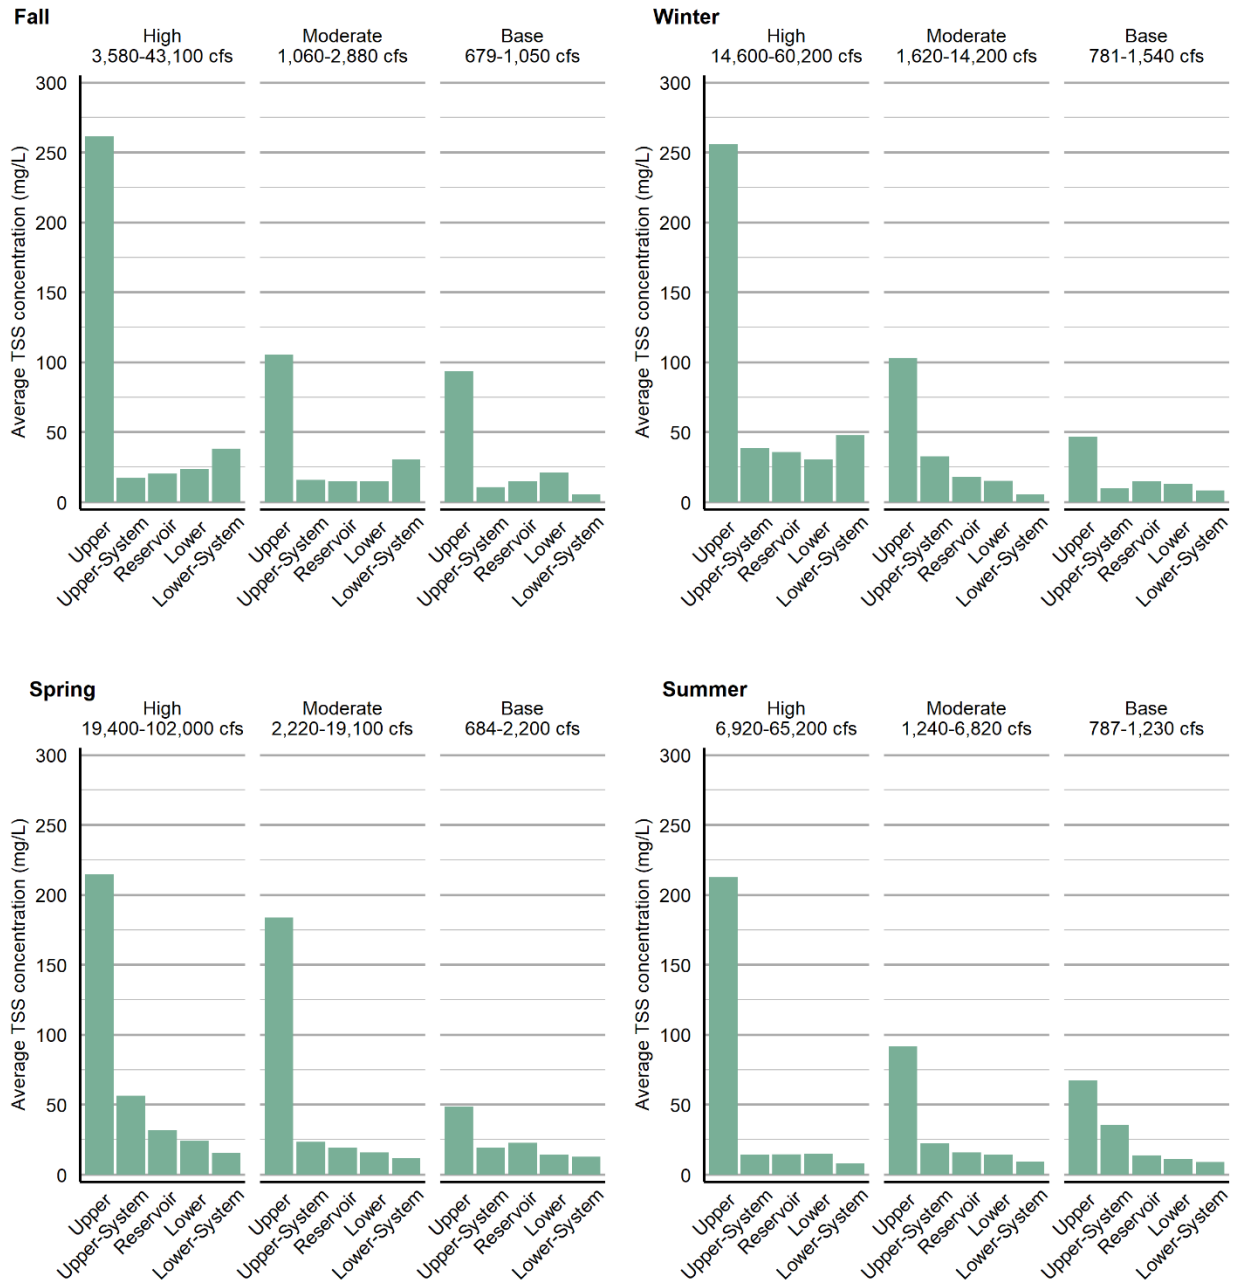 Fall
High
3,580-43,100 cfs
Moderate
1,060-2,880 cfs
Base
679-1,050 cfs
Average TSS concentration (mg/L)
300
250
200
150
100
50
0
Upper
Upper-System
Reservoir
Lower
Lower-System
Upper
Upper-System
Reservoir
Lower
Lower-System
Upper
Upper-System
Reservoir
Lower
Lower-System
Winter
High
14,600-60,200 cfs
Moderate
1,620-14,200 cfs
Base
781-1,540 cfs
Average TSS concentration (mg/L)
300
250
200
150
100
50
0
Upper
Upper-System
Reservoir
Lower
Lower-System
Upper
Upper-System
Reservoir
Lower
Lower-System
Upper
Upper-System
Reservoir
Lower
Lower-System
Spring
High
19,400-102,000 cfs
Moderate
2,220-19,100 cfs
Base
684-2,200 cfs
Average TSS concentration (mg/L)
300
250
200
150
100
50
0
Upper
Upper-System
Reservoir
Lower
Lower-System
Upper
Upper-System
Reservoir
Lower
Lower-System
Upper
Upper-System
Reservoir
Lower
Lower-System
Summer
High
6,920-65,200 cfs
Moderate
1,240-6,820 cfs
Base
787-1,230 cfs
Average TSS concentration (mg/L)
300
250
200
150
100
50
0
Upper
Upper-System
Reservoir
Lower
Lower-System
Upper
Upper-System
Reservoir
Lower
Lower-System
Upper
Upper-System
Reservoir
Lower
Lower-System